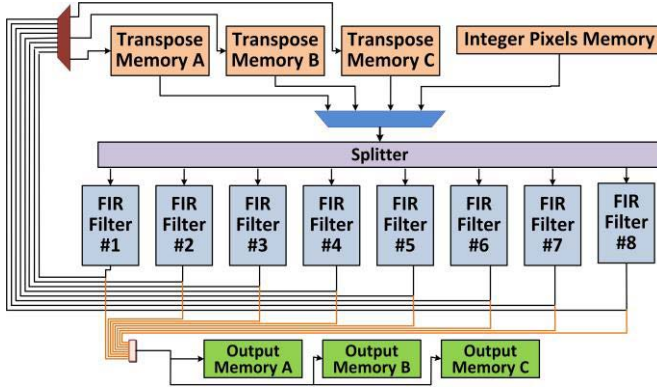 Transpose
Memory A
Transpose
Memory B
Transpose
Memory C
Integer Pixels Memory
Splitter
FIR
Filter
#1
FIR
Filter
#2
FIR
Filter
#3
FIR
Filter
#4
FIR
Filter
#5
FIR
Filter
#6
FIR
Filter
#7
FIR
Filter
#8
Output
Memory A
Output
Memory B
Output
Memory C